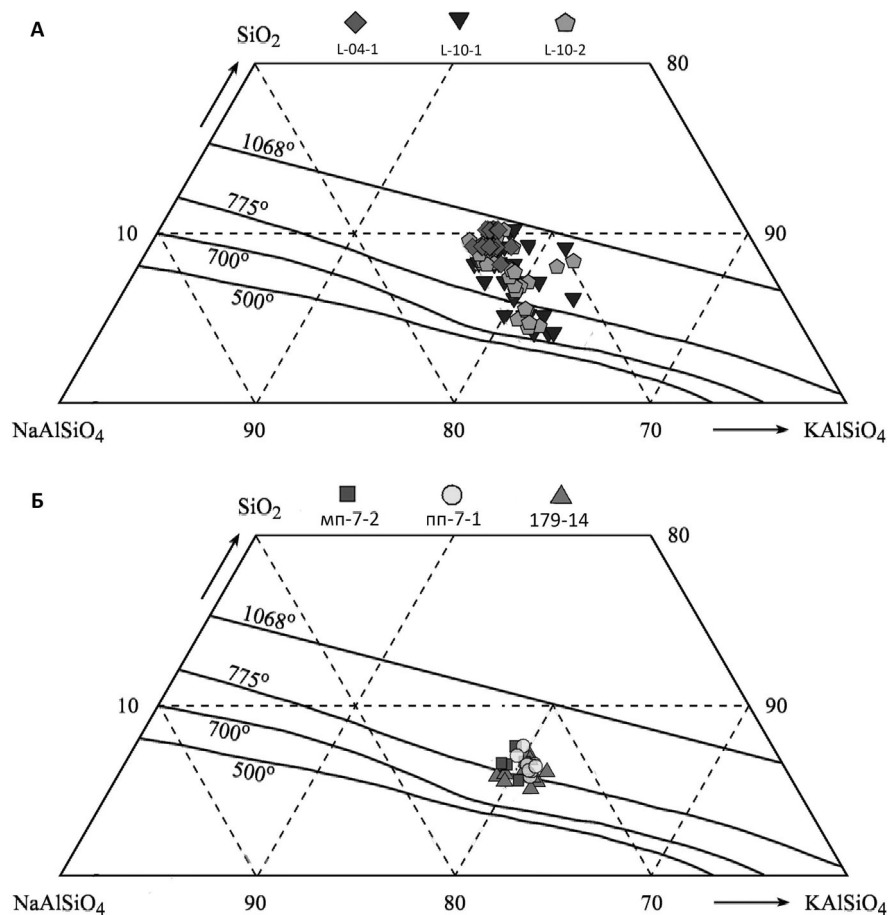 А
SiO2
L-04-1 L-10-1 L-10-2
80
1068°
775°
10
90
700°
500°
NaAlSiO4 90 80 70 KAlSiO4
Б
SiO2
мп-7-2 пп-7-1 179-14
80
1068°
775°
10
90
700°
500°
NaAlSiO4 90 80 70 KAlSiO4